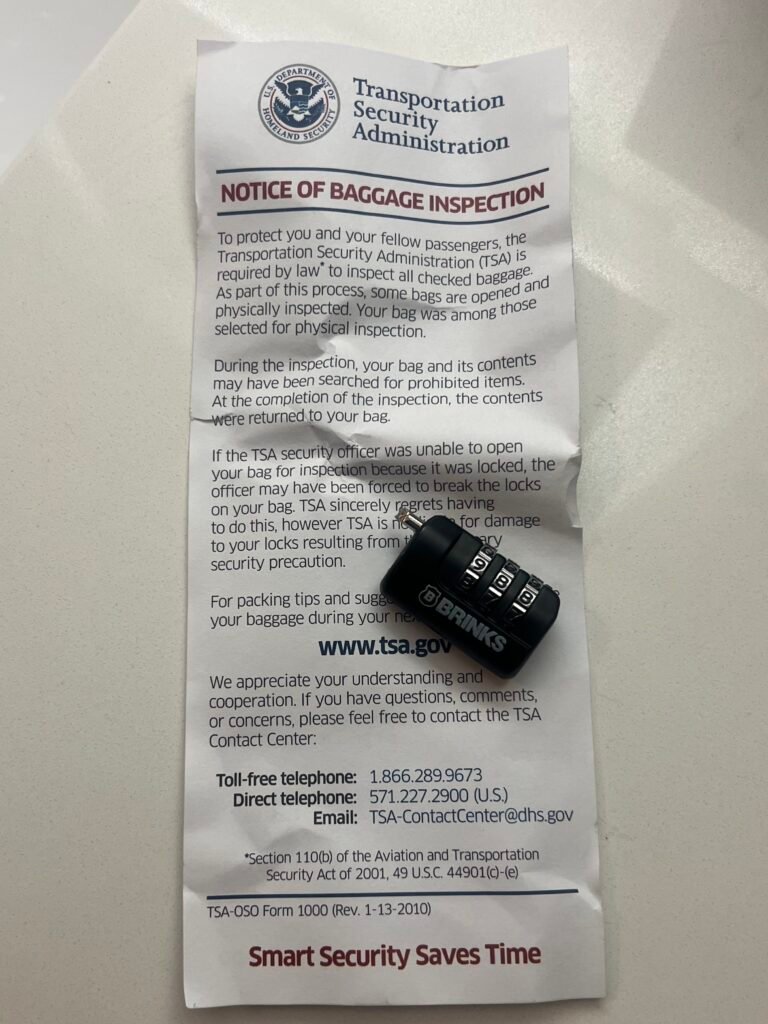 U.S. DEPARTMENT OF HOMELAND SECURITY
Transportation
Security
Administration
NOTICE OF BAGGAGE INSPECTION
To protect you and your fellow passengers, the
Transportation Security Administration (TSA) is
required by law* to inspect all checked baggage.
As part of this process, some bags are opened and
physically inspected. Your bag was among those
selected for physical inspection.
During the inspection, your bag and its contents
may have been searched for prohibited items.
At the completion of the inspection, the contents
were returned to your bag.
If the TSA security officer was unable to open
your bag for inspection because it was locked, the
officer may have been forced to break the locks
on your bag. TSA sincerely regrets having
to do this, however TSA is for damage
to your locks resulting from
security precaution.
For packing tips and
your baggage during your
www.tsa.gov
B BRINKS
We appreciate your understanding and
cooperation. If you have questions, comments,
or concerns, please feel free to contact the TSA
Contact Center:
Toll-free telephone: 1.866.289.9673
Direct telephone: 571.227.2900 (U.S.)
Email: TSA-ContactCenter@dhs.gov
*Section 110(b) of the Aviation and Transportation
Security Act of 2001, 49 U.S.C. 44901(c)-(e)
TSA-OSO Form 1000 (Rev. 1-13-2010)
Smart Security Saves Time